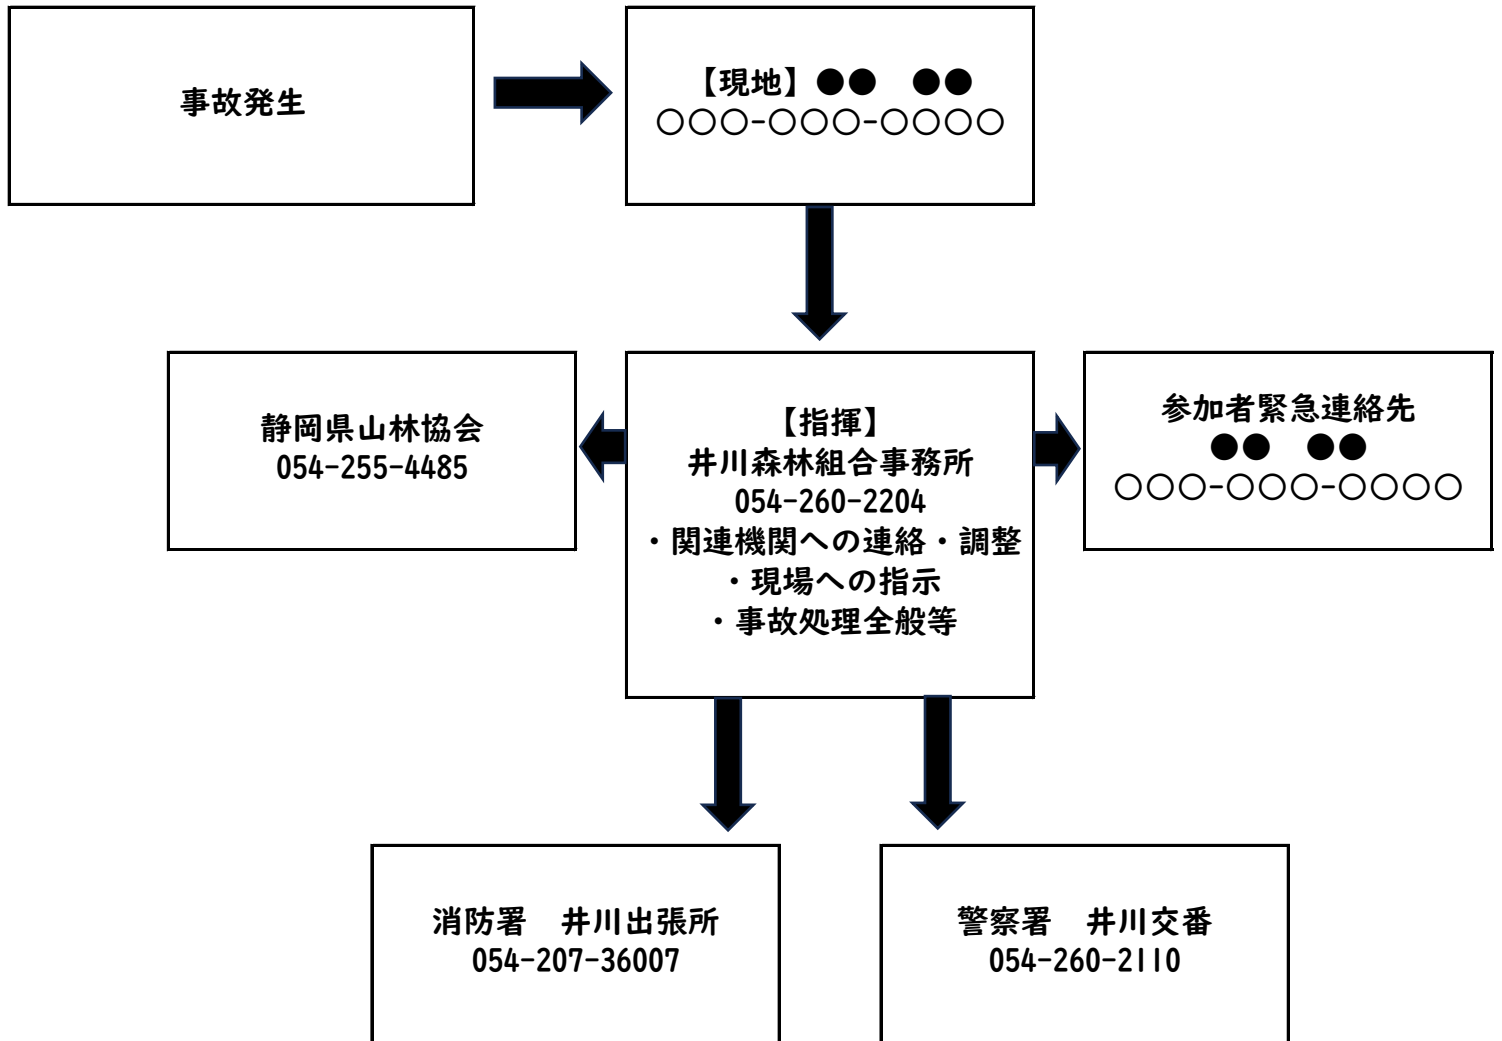 事故発生
【現地】●●　●●
○○○-○○○-○○○○
静岡県山林協会
054-255-4485
【指揮】
井川森林組合事務所
054-260-2204
・関連機関への連絡・調整
・現場への指示
・事故処理全般等
参加者緊急連絡先
●●　●●
○○○-○○○-○○○○
消防署　井川出張所
054-207-36007
警察署　井川交番
054-260-2110